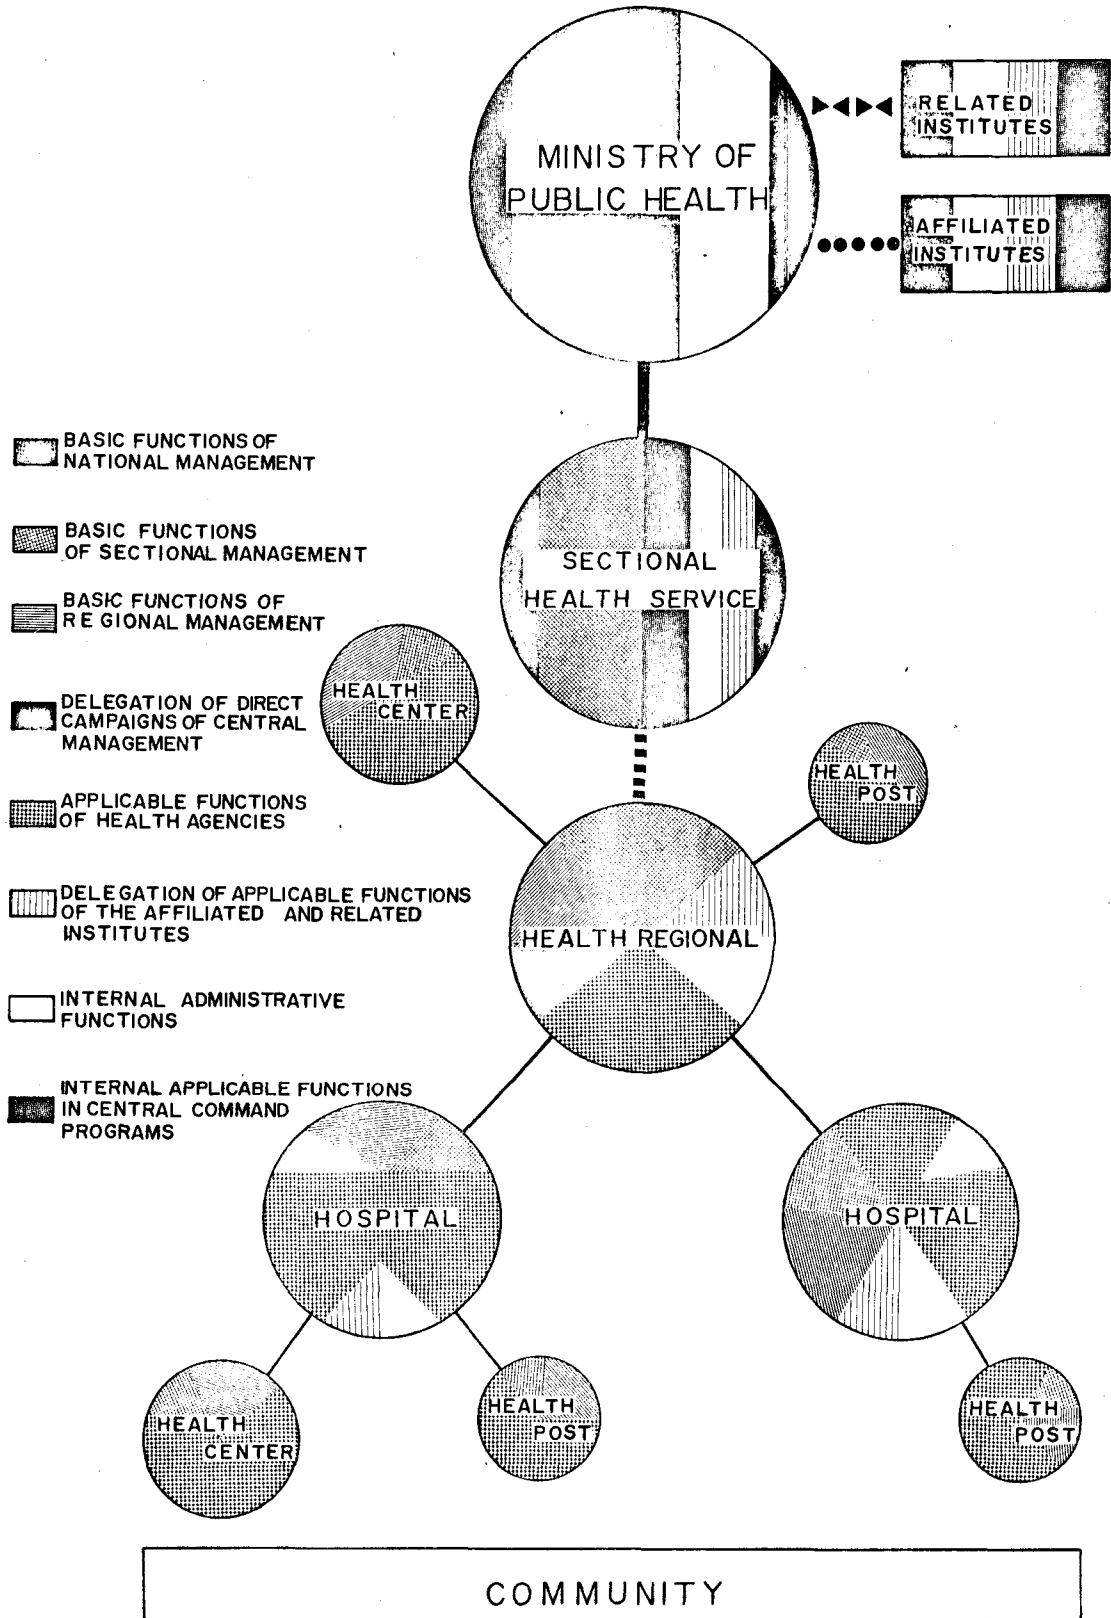 MINISTRY OF
PUBLIC HEALTH
RELATED
INSTITUTES
AFFILIATED
INSTITUTES
BASIC FUNCTIONS OF
NATIONAL MANAGEMENT
BASIC FUNCTIONS
OF SECTIONAL MANAGEMENT
BASIC FUNCTIONS OF
REGIONAL MANAGEMENT
DELEGATION OF DIRECT
CAMPAIGNS OF CENTRAL
MANAGEMENT
APPLICABLE FUNCTIONS
OF HEALTH AGENCIES
DELEGATION OF APPLICABLE FUNCTIONS
OF THE AFFILIATED AND RELATED
INSTITUTES
INTERNAL ADMINISTRATIVE
FUNCTIONS
INTERNAL APPLICABLE FUNCTIONS
IN CENTRAL COMMAND
PROGRAMS
SECTIONAL
HEALTH SERVICE
HEALTH
CENTER
HEALTH
POST
HEALTH REGIONAL
HOSPITAL
HOSPITAL
HEALTH
CENTER
HEALTH
POST
HEALTH
POST
COMMUNITY